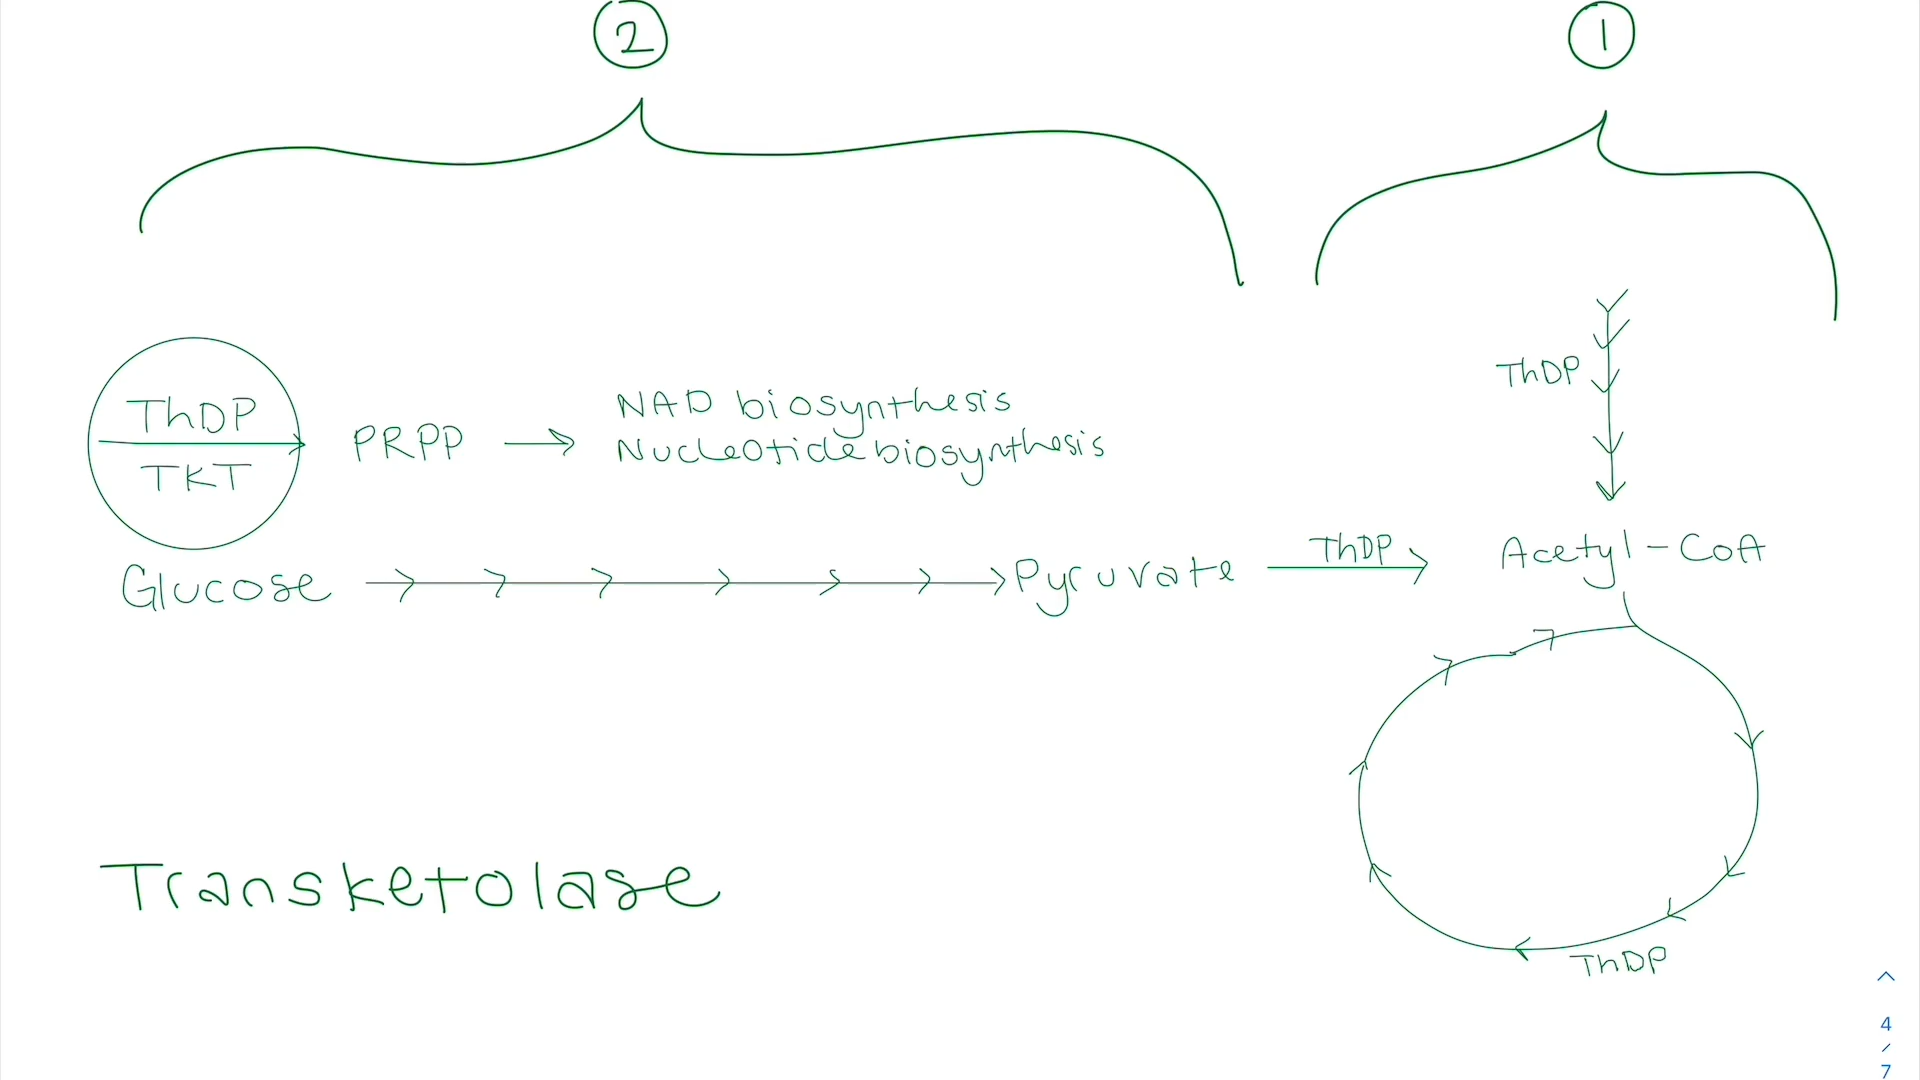 2
1
ThDP
TKT
PRPP
NAD biosynthesis
Nucleotide biosynthesis
ThDP
Glucose
Pyruvate
ThDP
Acetyl-CoA
Transketolase
ThDP
4
/
7